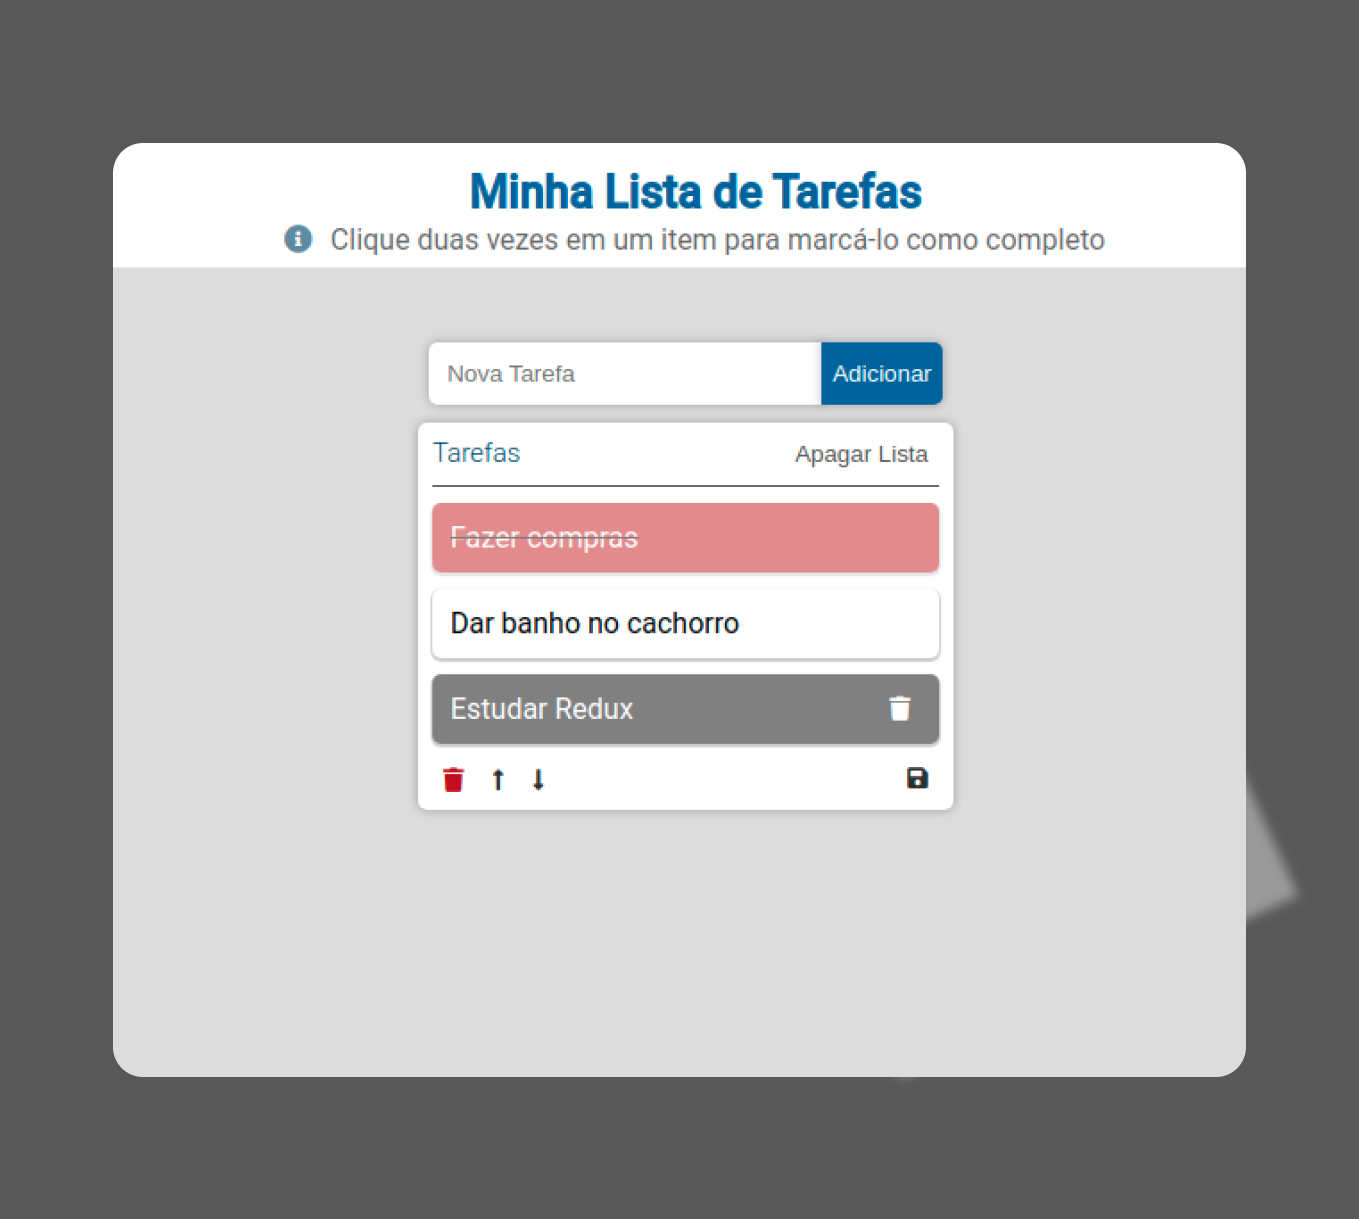 Minha Lista de Tarefas
Clique duas vezes em um item para marcá-lo como completo
Nova Tarefa
Adicionar
Tarefas
Apagar Lista
Fazer compras
Dar banho no cachorro
Estudar Redux